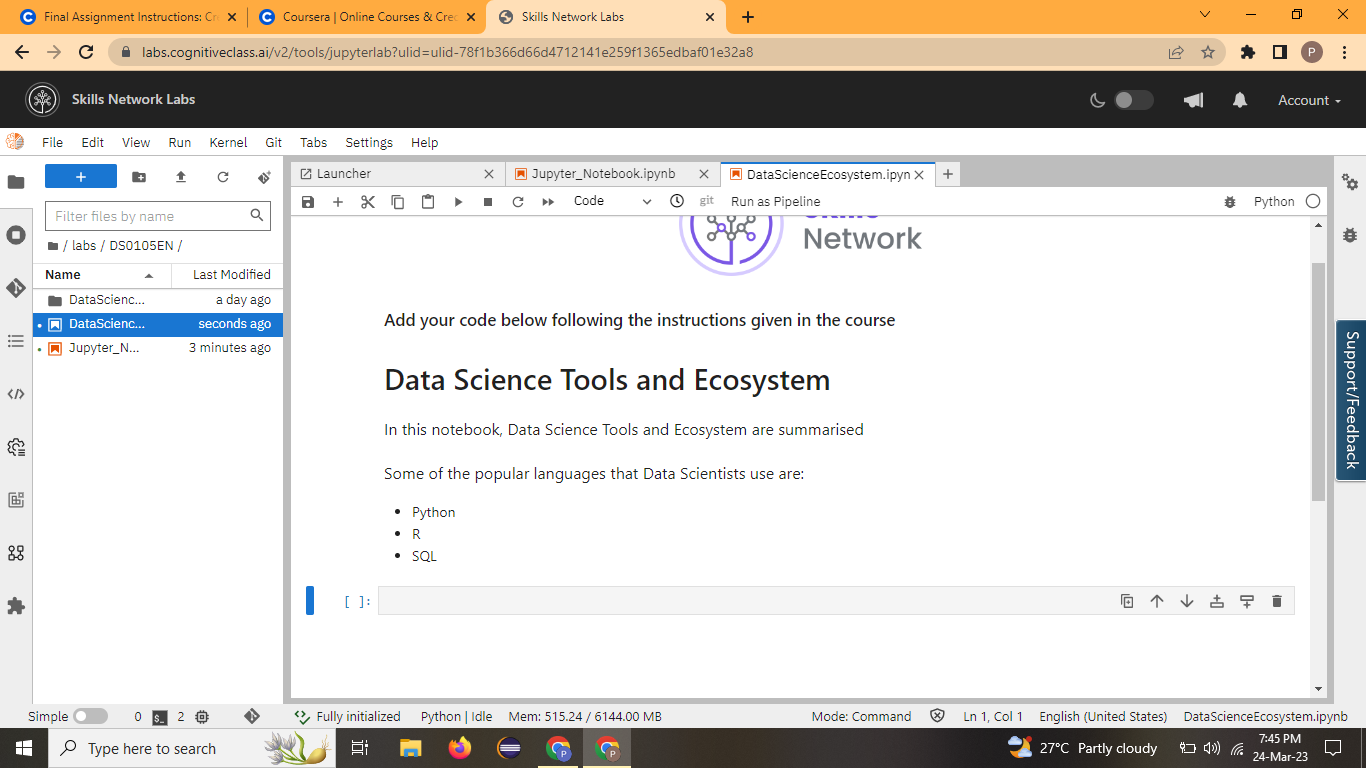 Final Assignment Instructions: Cr
Coursera | Online Courses & Cred
Skills Network Labs
labs.cognitiveclass.ai/v2/tools/jupyterlab?ulid=ulid-78f1b366d66d4712141e259f1365edbaf01e32a8
P
Skills Network Labs
Account
File Edit View Run Kernel Git Tabs Settings Help
+
Launcher
Jupyter_Notebook.ipynb
DataScienceEcosystem.ipyn
Filter files by name
Code
git
Run as Pipeline
Python
/ labs / DS0105EN /
Name Last Modified
DataScienc... a day ago
DataScienc... seconds ago
Jupyter_N... 3 minutes ago
Skills
Network
Add your code below following the instructions given in the course
Data Science Tools and Ecosystem
In this notebook, Data Science Tools and Ecosystem are summarised
Some of the popular languages that Data Scientists use are:
• Python
• R
• SQL
[ ]:
Support/Feedback
Simple 0 2 Fully initialized Python | Idle Mem: 515.24 / 6144.00 MB Mode: Command Ln 1, Col 1 English (United States) DataScienceEcosystem.ipynb
Type here to search
27°C Partly cloudy
7:45 PM
24-Mar-23